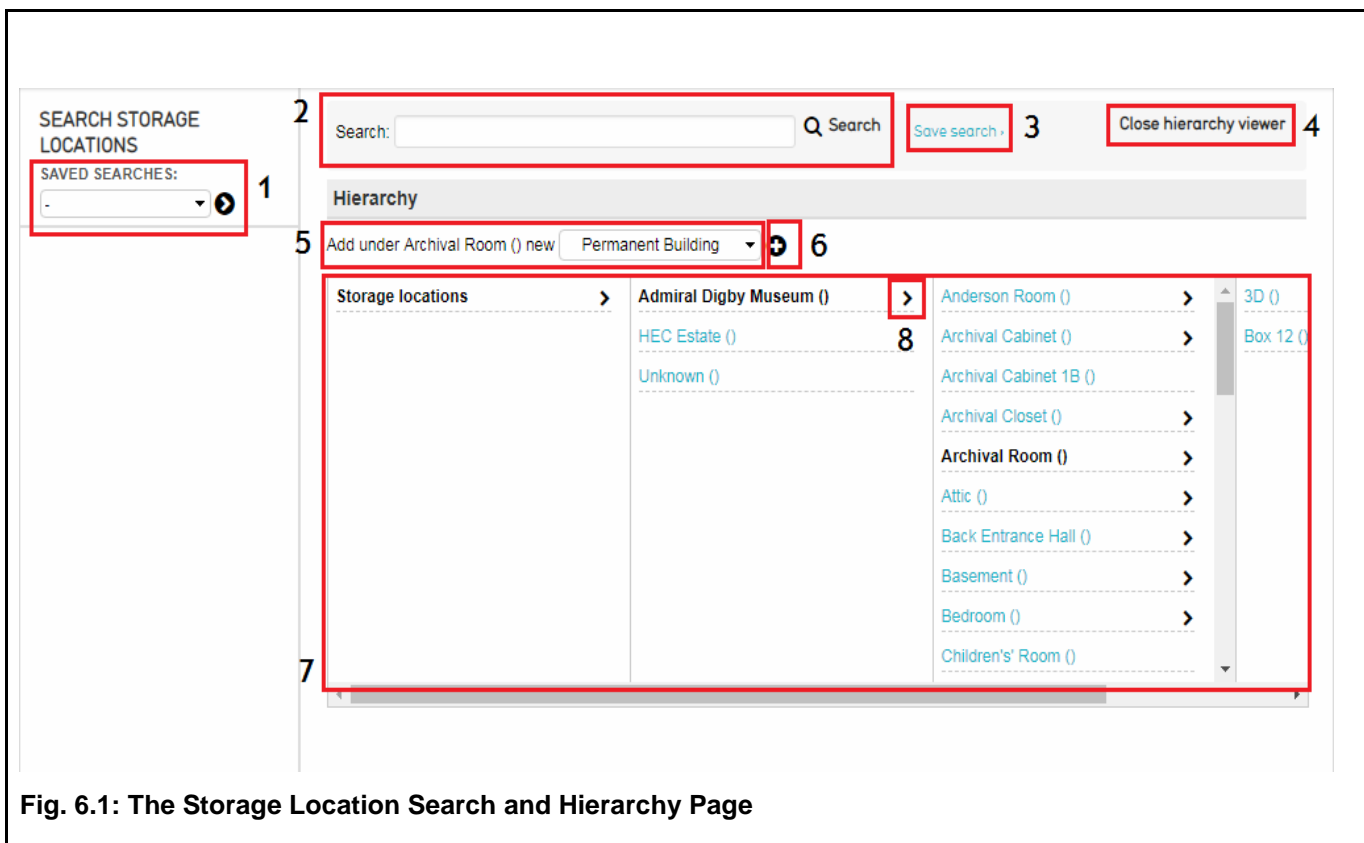 SEARCH STORAGE
LOCATIONS
SAVED SEARCHES:
-
1
2
Search:
Search
Save search ›
3
Close hierarchy viewer
4
Hierarchy
5
Add under Archival Room () new
Permanent Building
6
Storage locations
Admiral Digby Museum ()
HEC Estate ()
Unknown ()
8
Anderson Room ()
Archival Cabinet ()
Archival Cabinet 1B ()
Archival Closet ()
Archival Room ()
Attic ()
Back Entrance Hall ()
Basement ()
Bedroom ()
Children's' Room ()
3D ()
Box 12 ()
7
Fig. 6.1: The Storage Location Search and Hierarchy Page